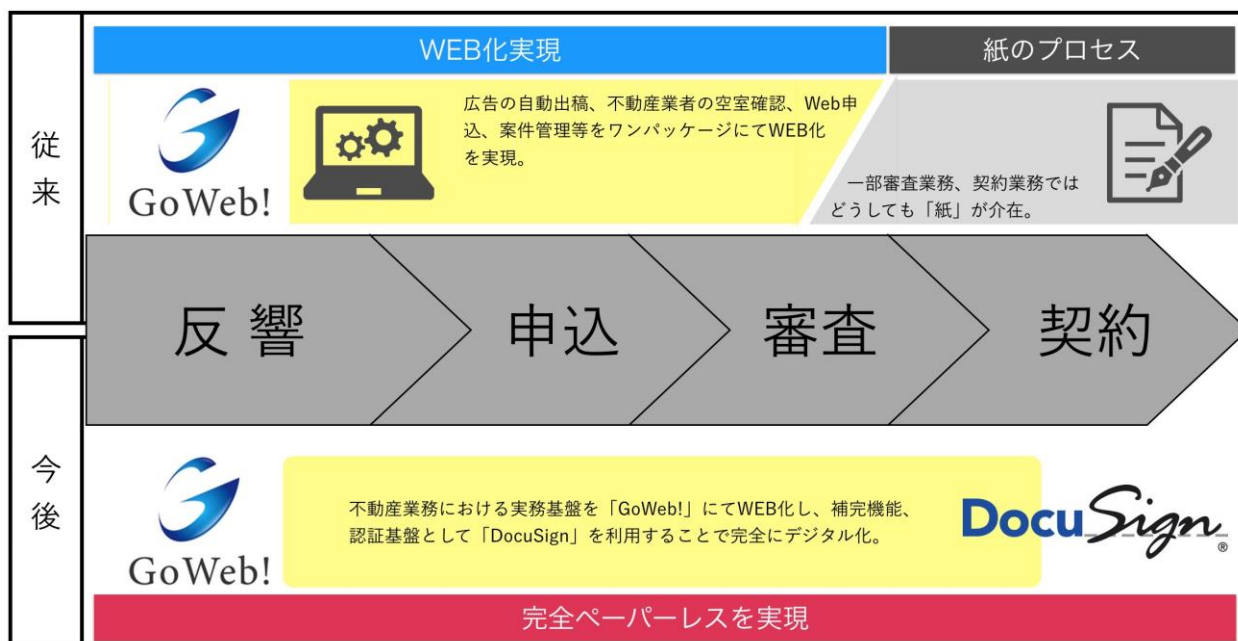 従来
WEB化実現
紙のプロセス
GoWeb!
広告の自動出稿、不動産業者の空室確認、Web申
込、案件管理等をワンパッケージにてWEB化
を実現。
一部審査業務、契約業務では
どうしても「紙」が介在。
反響
申込
審査
契約
今後
GoWeb!
不動産業務における実務基盤を「GoWeb!」にてWEB化し、補完機能、
認証基盤として「DocuSign」を利用することで完全にデジタル化。
DocuSign®
完全ペーパーレスを実現